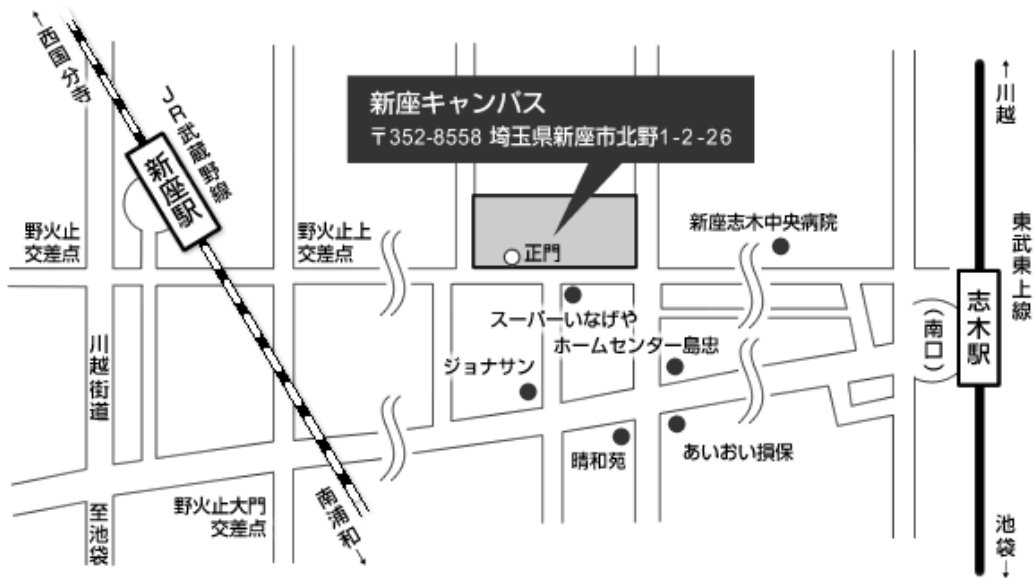 ←西国分寺
JR武蔵野線
新座駅
新座キャンパス
〒352-8558 埼玉県新座市北野1-2-26
←川越
東武東上線
野火止
交差点
野火止上
交差点
正門
新座志木中央病院
志木駅
(南口)
スーパーいなげや
ホームセンター島忠
ジョナサン
川越街道
晴和苑
あいおい損保
野火止大門
交差点
至池袋
南浦和→
池袋→